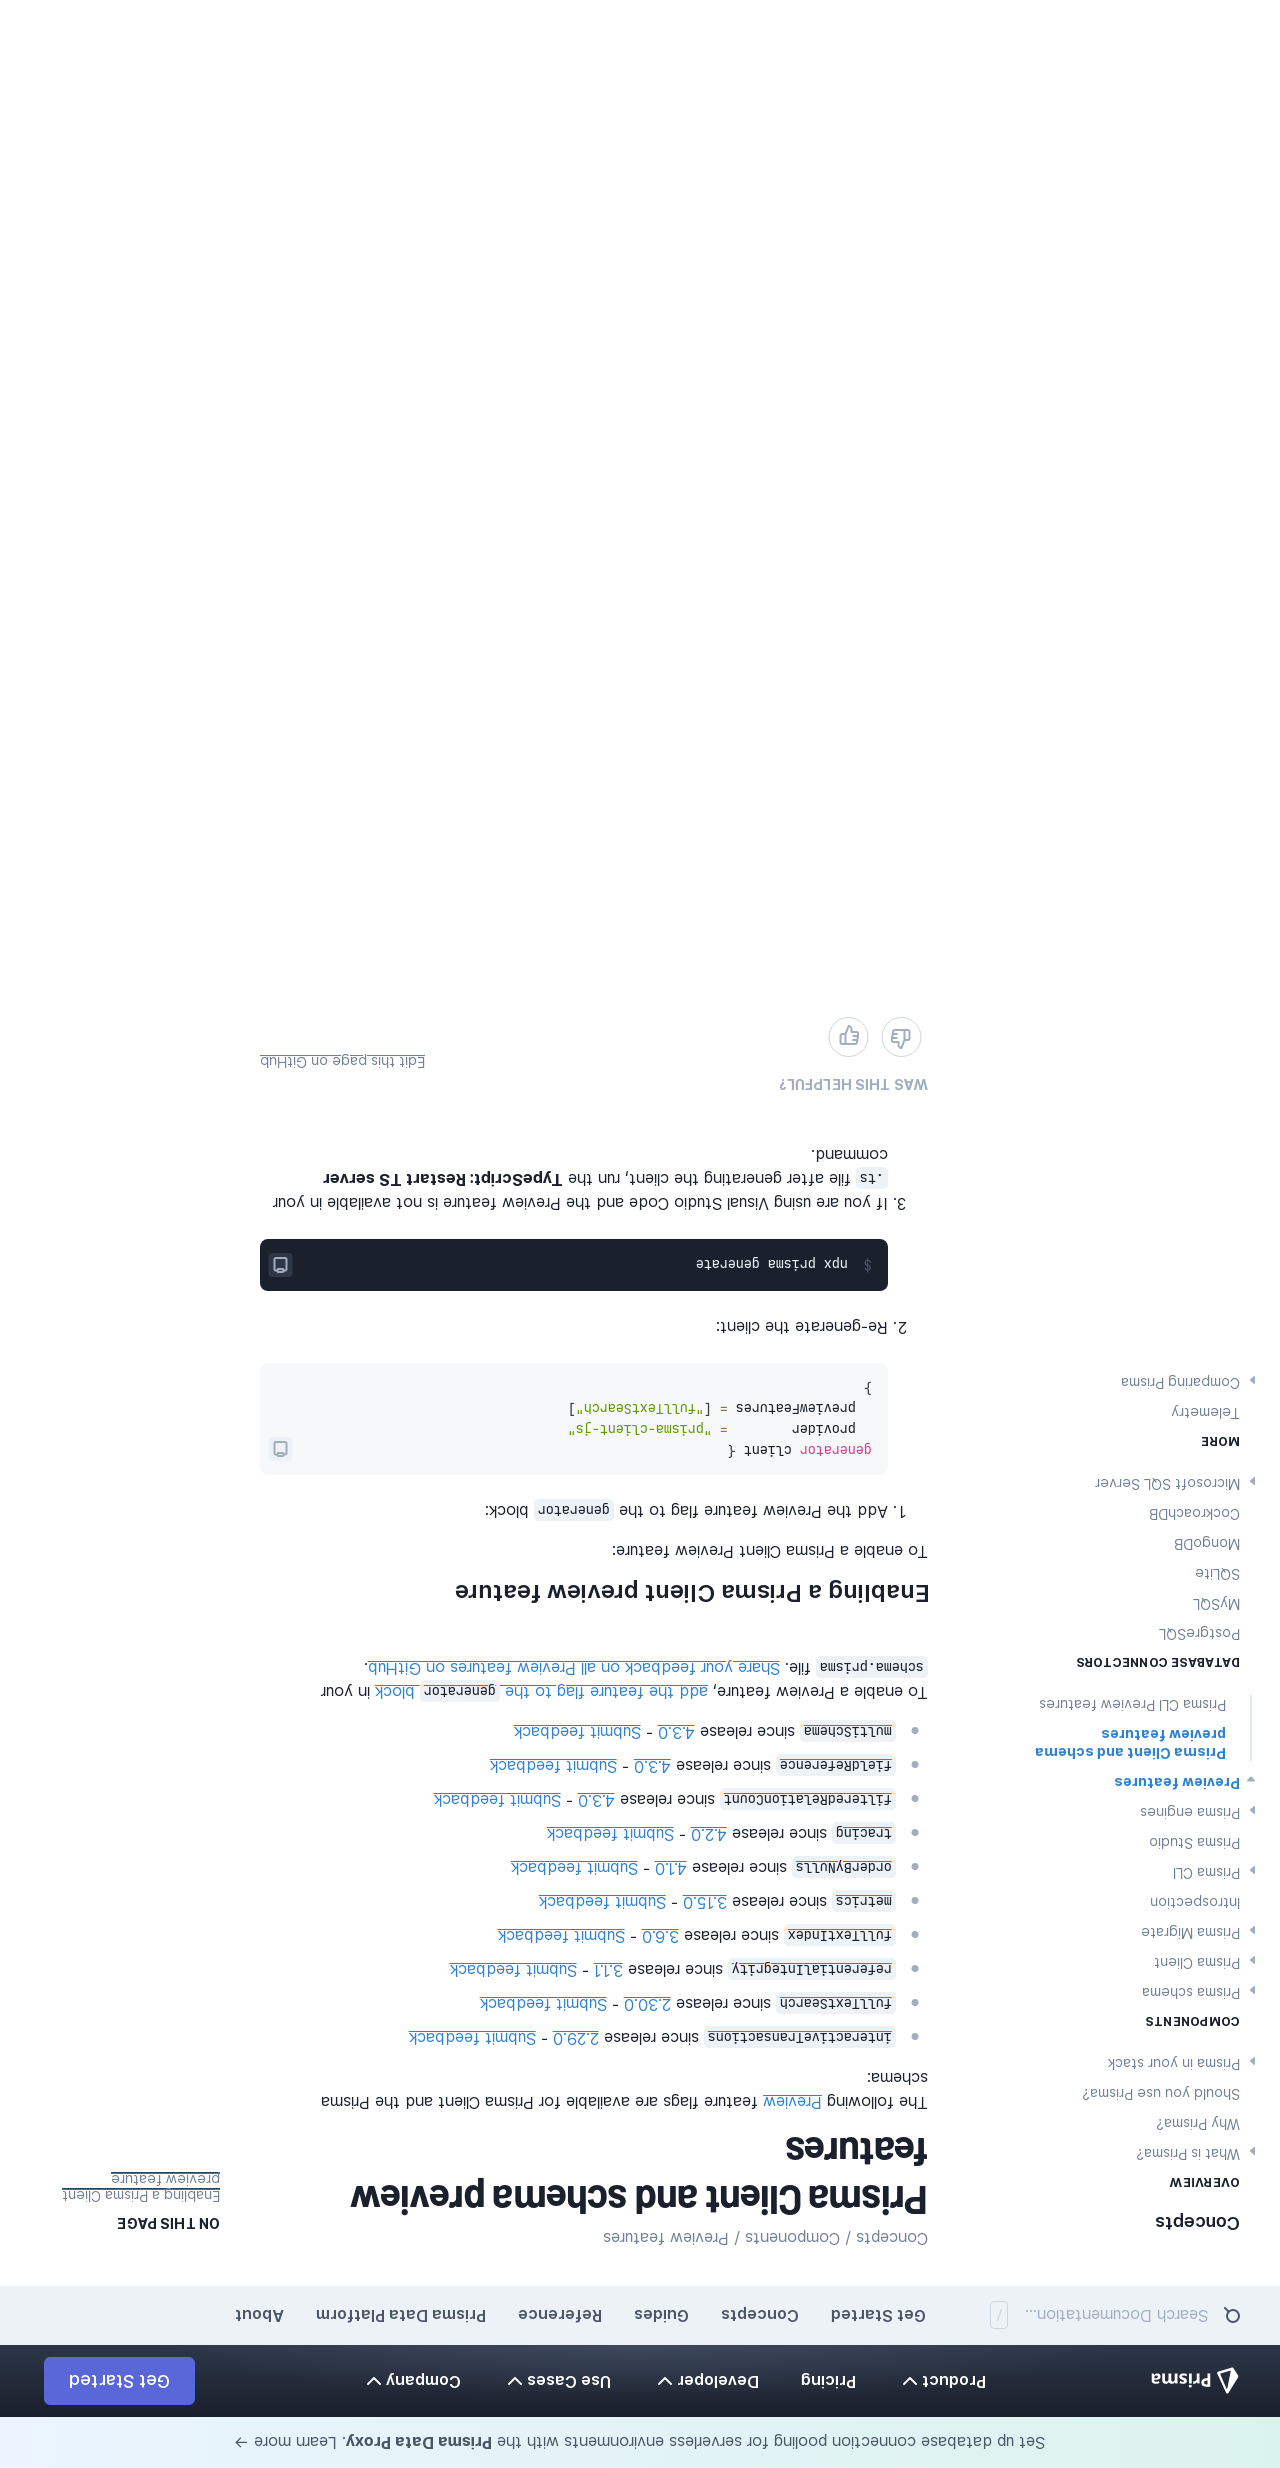 Set up database connection pooling for serverless environments with the Prisma Data Proxy. Learn more →
Prisma
Product
Pricing
Developer
Use Cases
Company
Get Started
Search Documentation...
/
Get Started
Concepts
Guides
Reference
Prisma Data Platform
About
Concepts
OVERVIEW
What is Prisma?
Why Prisma?
Should you use Prisma?
Prisma in your stack
COMPONENTS
Prisma schema
Prisma Client
Prisma Migrate
Introspection
Prisma CLI
Prisma Studio
Prisma engines
Preview features
Prisma Client and schema
preview features
Prisma CLI Preview features
DATABASE CONNECTORS
PostgreSQL
MySQL
SQLite
MongoDB
CockroachDB
Microsoft SQL Server
MORE
Telemetry
Comparing Prisma
Concepts / Components / Preview features
Prisma Client and schema preview
features
The following Preview feature flags are available for Prisma Client and the Prisma
schema:
interactiveTransactions since release 2.29.0 - Submit feedback
fullTextSearch since release 2.30.0 - Submit feedback
referentialIntegrity since release 3.1.1 - Submit feedback
fullTextIndex since release 3.6.0 - Submit feedback
metrics since release 3.15.0 - Submit feedback
orderByNulls since release 4.1.0 - Submit feedback
tracing since release 4.2.0 - Submit feedback
filteredRelationCount since release 4.3.0 - Submit feedback
fieldReference since release 4.3.0 - Submit feedback
multiSchema since release 4.3.0 - Submit feedback
To enable a Preview feature, add the feature flag to the generator block in your
schema.prisma file. Share your feedback on all Preview features on GitHub.
Enabling a Prisma Client preview feature
To enable a Prisma Client Preview feature:
1. Add the Preview feature flag to the generator block:
generator client {
  provider        = "prisma-client-js"
  previewFeatures = ["fullTextSearch"]
}
2. Re-generate the client:
$ npx prisma generate
3. If you are using Visual Studio Code and the Preview feature is not available in your
.ts file after generating the client, run the TypeScript: Restart TS server
command.
WAS THIS HELPFUL?
Edit this page on GitHub
ON THIS PAGE
Enabling a Prisma Client
preview feature